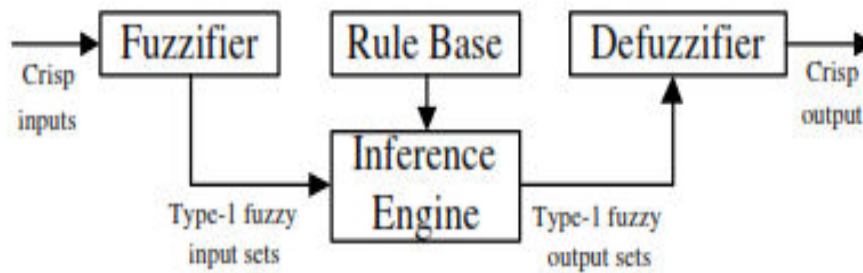 Fuzzifier
Rule Base
Defuzzifier
Crisp
inputs
Crisp
output
Inference
Engine
Type-1 fuzzy
input sets
Type-1 fuzzy
output sets